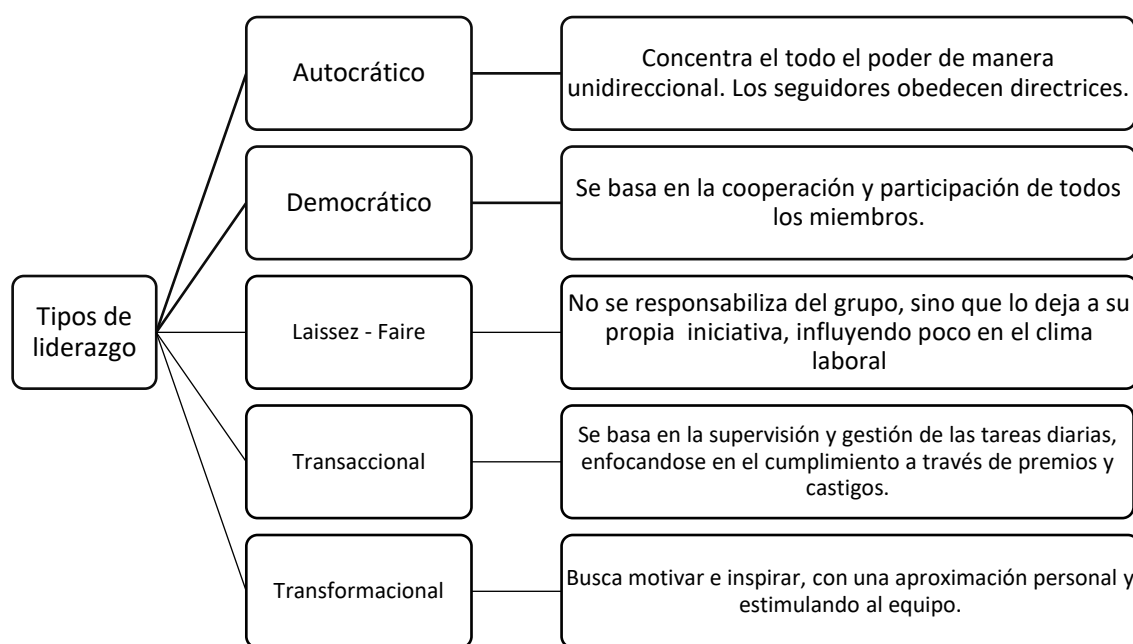 Tipos de
liderazgo
Autocrático
Concentra el todo el poder de manera
unidireccional. Los seguidores obedecen directrices.
Democrático
Se basa en la cooperación y participación de todos
los miembros.
Laissez - Faire
No se responsabiliza del grupo, sino que lo deja a su
propia  iniciativa, influyendo poco en el clima
laboral
Transaccional
Se basa en la supervisión y gestión de las tareas diarias,
enfocandose en el cumplimiento a través de premios y
castigos.
Transformacional
Busca motivar e inspirar, con una aproximación personal y
estimulando al equipo.